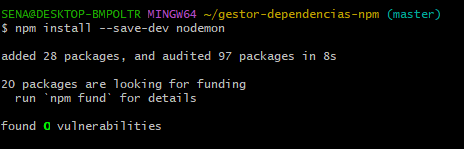 SENA@DESKTOP-BMPOLTR MINGW64 ~/gestor-dependencias-npm (master)
$ npm install --save-dev nodemon
added 28 packages, and audited 97 packages in 8s
20 packages are looking for funding
run `npm fund` for details
found 0 vulnerabilities